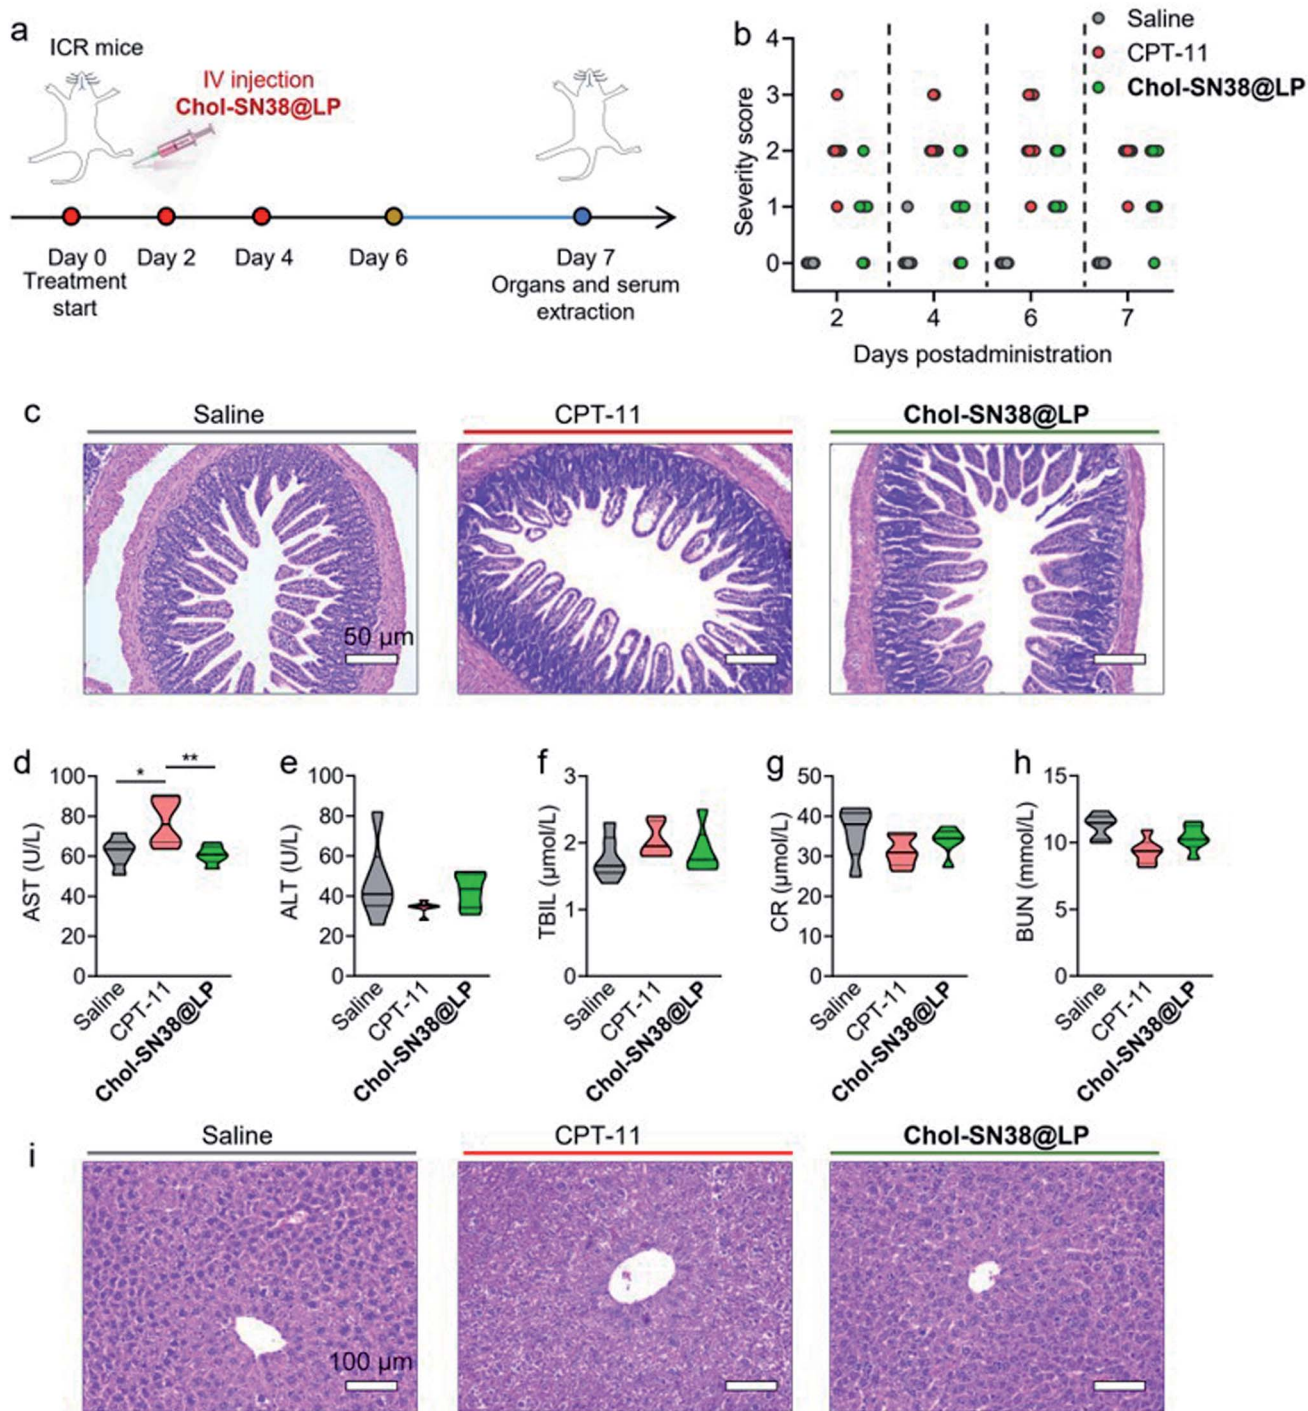 a
ICR mice
IV injection
Chol-SN38@LP
Day 0
Treatment
start
Day 2
Day 4
Day 6
Day 7
Organs and serum
extraction
b
Saline
CPT-11
Chol-SN38@LP
Severity score
4
3
2
1
0
2
4
6
7
Days postadministration
c
Saline
CPT-11
Chol-SN38@LP
50 µm
d
*
**
AST (U/L)
100
80
60
40
20
0
Saline
CPT-11
Chol-SN38@LP
e
ALT (U/L)
100
80
60
40
20
0
Saline
CPT-11
Chol-SN38@LP
f
TBIL (µmol/L)
3
2
1
0
Saline
CPT-11
Chol-SN38@LP
g
CR (µmol/L)
50
40
30
20
10
0
Saline
CPT-11
Chol-SN38@LP
h
BUN (mmol/L)
15
10
5
0
Saline
CPT-11
Chol-SN38@LP
i
Saline
CPT-11
Chol-SN38@LP
100 µm